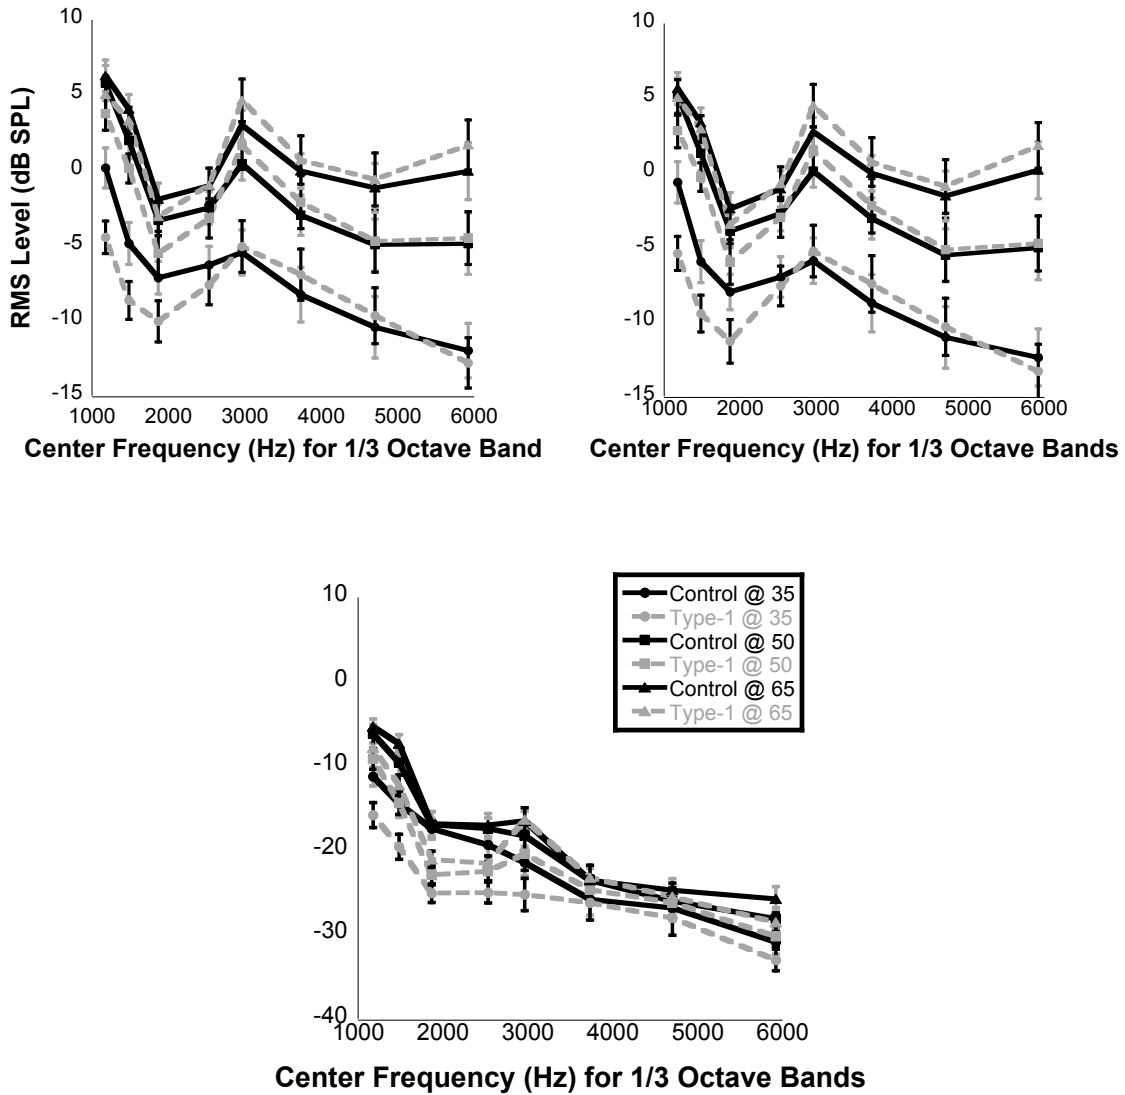 10
5
0
-5
-10
-15
RMS Level (dB SPL)
1000 2000 3000 4000 5000 6000
Center Frequency (Hz) for 1/3 Octave Band
10
5
0
-5
-10
-15
1000 2000 3000 4000 5000 6000
Center Frequency (Hz) for 1/3 Octave Bands
Control @ 35
Type-1 @ 35
Control @ 50
Type-1 @ 50
Control @ 65
Type-1 @ 65
10
0
-10
-20
-30
-40
1000 2000 3000 4000 5000 6000
Center Frequency (Hz) for 1/3 Octave Bands